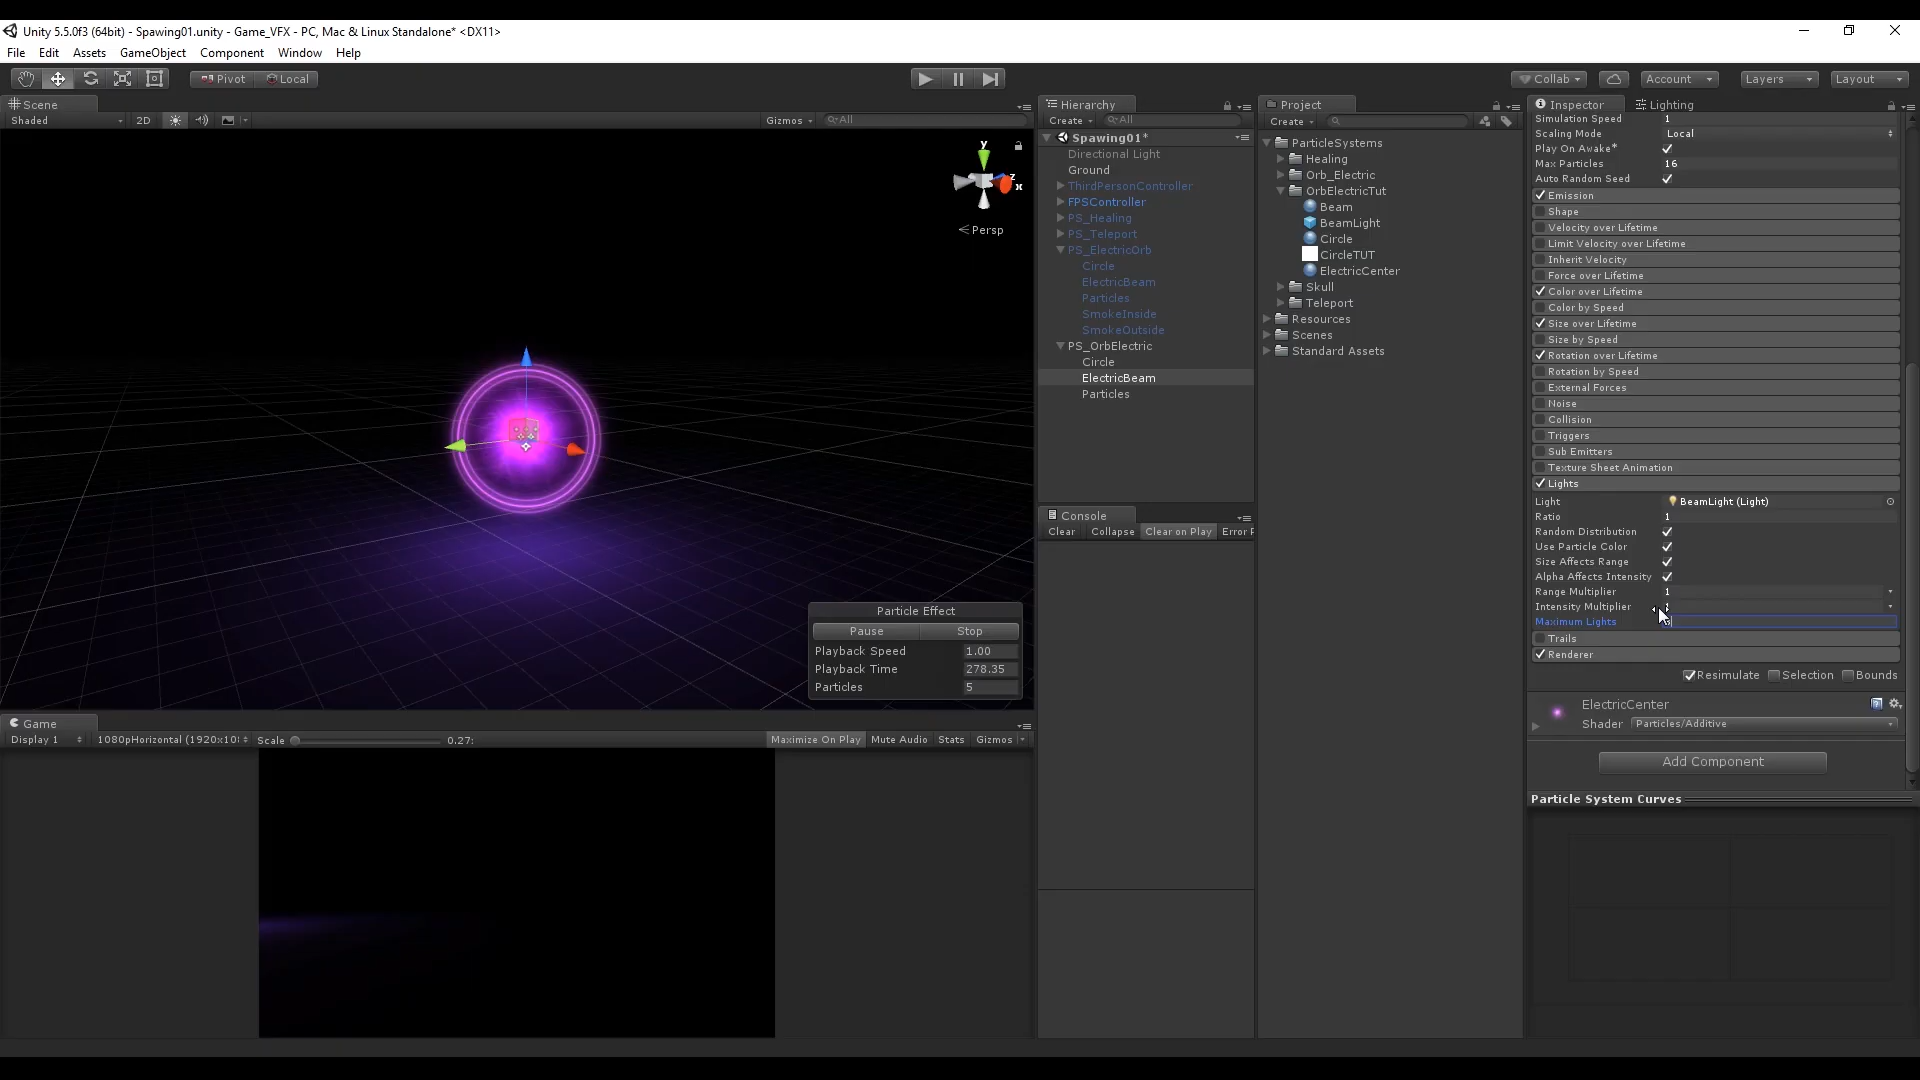 Unity 5.5.0f3 (64bit) - Spawing01.unity - Game_VFX - PC, Mac & Linux Standalone* <DX11>
File Edit Assets GameObject Component Window Help
Pivot Local
Collab Account Layers Layout
Scene
Shaded 2D Gizmos All
y
z
x
Persp
Particle Effect
Pause Stop
Playback Speed 1.00
Playback Time 278.35
Particles 5
Game
Display 1 1080pHorizontal (1920x10 Scale 0.27: Maximize On Play Mute Audio Stats Gizmos
Hierarchy
Create All
Spawing01*
Directional Light
Ground
ThirdPersonController
FPSController
PS_Healing
PS_Teleport
PS_ElectricOrb
Circle
ElectricBeam
Particles
SmokeInside
SmokeOutside
PS_OrbElectric
Circle
ElectricBeam
Particles
Console
Clear Collapse Clear on Play Error P
Project
Create
ParticleSystems
Healing
Orb_Electric
OrbElectricTut
Beam
BeamLight
Circle
CircleTUT
ElectricCenter
Skull
Teleport
Resources
Scenes
Standard Assets
Inspector Lighting
Simulation Speed 1
Scaling Mode Local
Play On Awake*
Max Particles 16
Auto Random Seed
Emission
Shape
Velocity over Lifetime
Limit Velocity over Lifetime
Inherit Velocity
Force over Lifetime
Color over Lifetime
Color by Speed
Size over Lifetime
Size by Speed
Rotation over Lifetime
Rotation by Speed
External Forces
Noise
Collision
Triggers
Sub Emitters
Texture Sheet Animation
Lights
Light BeamLight (Light)
Ratio 1
Random Distribution
Use Particle Color
Size Affects Range
Alpha Affects Intensity
Range Multiplier 1
Intensity Multiplier
Maximum Lights
Trails
Renderer
Resimulate Selection Bounds
ElectricCenter
Shader Particles/Additive
Add Component
Particle System Curves